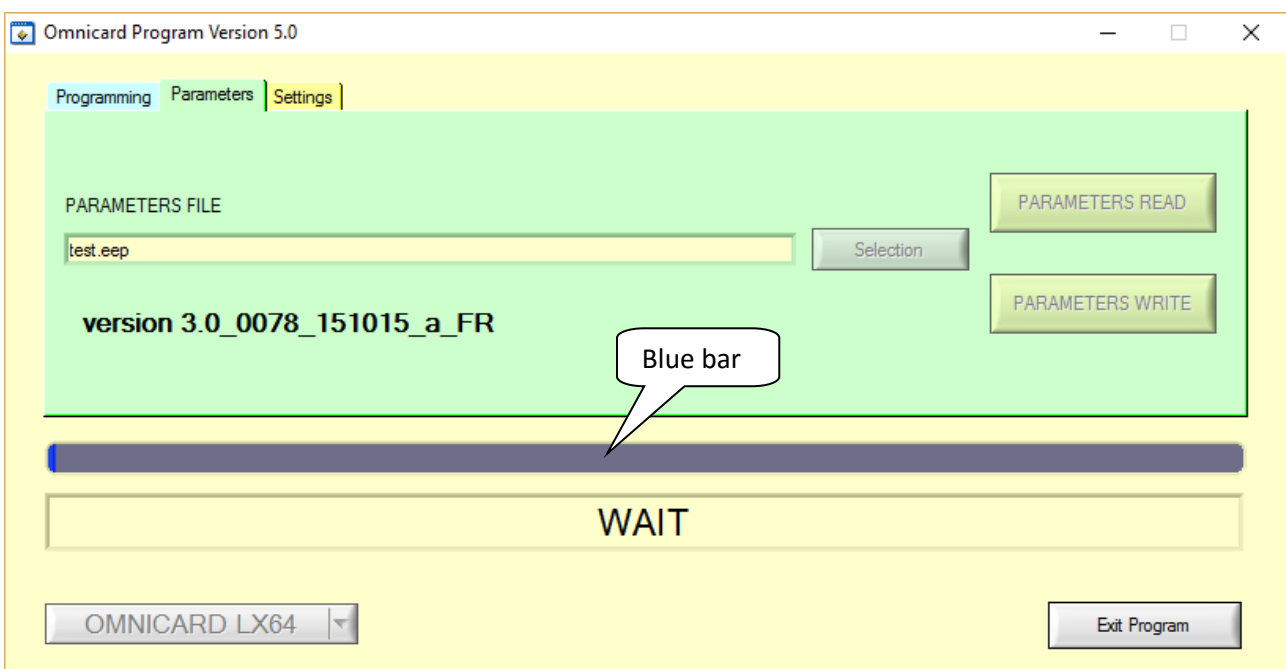 Omnicard Program Version 5.0
Programming Parameters Settings
PARAMETERS FILE
PARAMETERS READ
test.eep
Selection
version 3.0_0078_151015_a_FR
PARAMETERS WRITE
Blue bar
WAIT
OMNICARD LX64
Exit Program